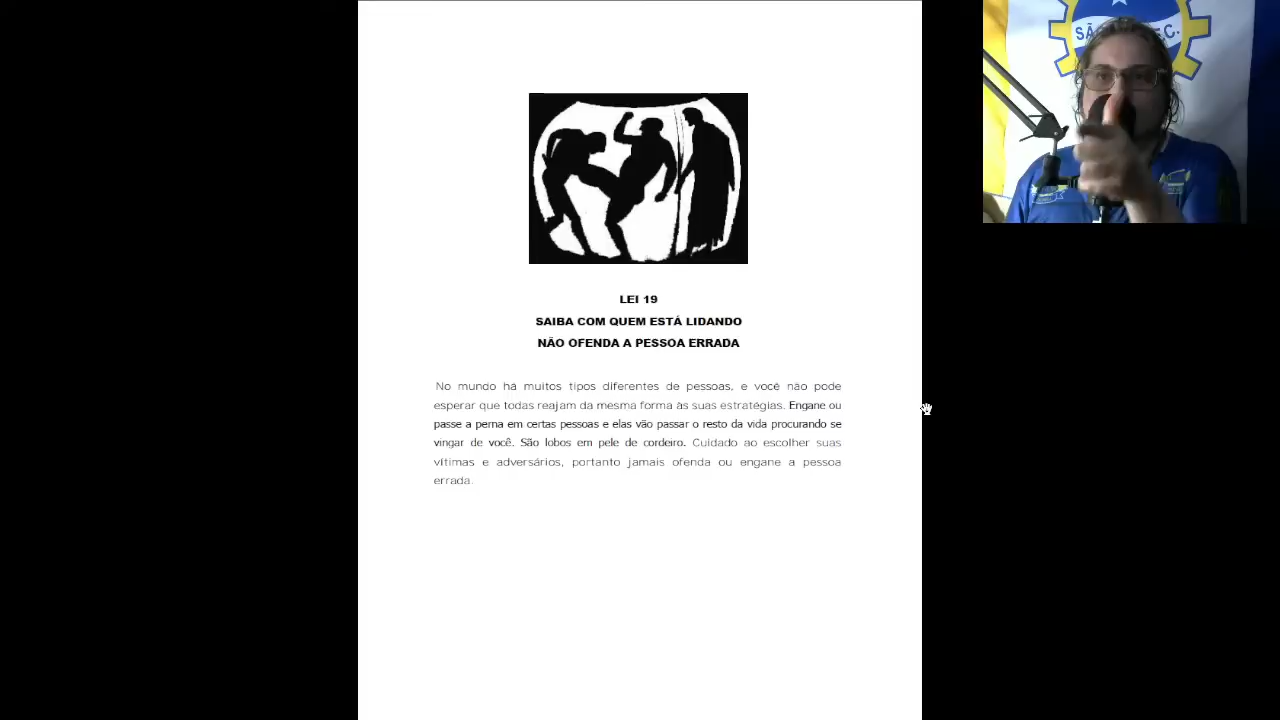 SÃO E.C.
LEI 19
SAIBA COM QUEM ESTÁ LIDANDO
NÃO OFENDA A PESSOA ERRADA
No mundo há muitos tipos diferentes de pessoas, e você não pode
esperar que todas reajam da mesma forma às suas estratégias. Engane ou
passe a perna em certas pessoas e elas vão passar o resto da vida procurando se
vingar de você. São lobos em pele de cordeiro. Cuidado ao escolher suas
vítimas e adversários, portanto jamais ofenda ou engane a pessoa
errada.